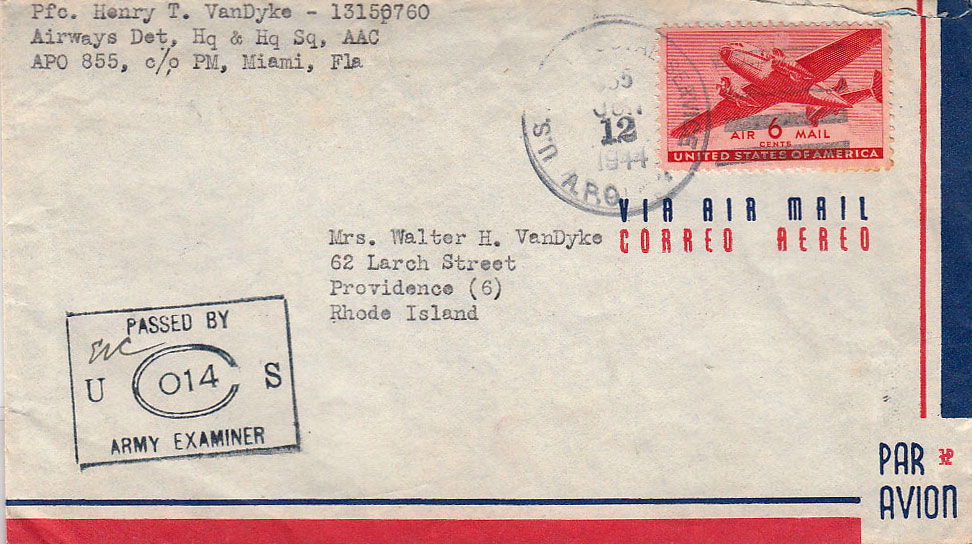 Pfc. Henry T. VanDyke - 13150760
Airways Det, Hq & Hq Sq, AAC
APO 855, c/o PM, Miami, Fla
JUN
12
1944
U.S. A.P.O.
AIR 6 MAIL
CENTS
UNITED STATES OF AMERICA
VIA AIR MAIL
CORREO AEREO
Mrs. Walter H. VanDyke
62 Larch Street
Providence (6)
Rhode Island
PASSED BY
U 014 S
ARMY EXAMINER
PAR
AVION